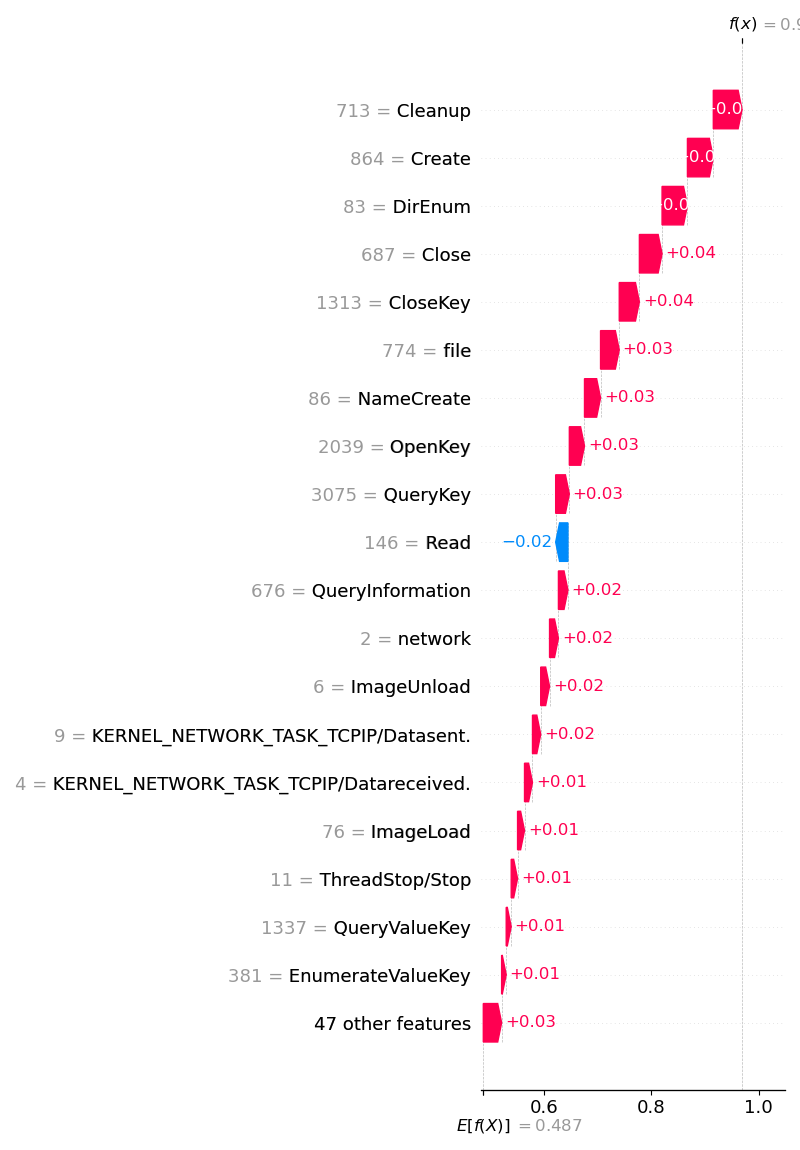 f(x) = 0.9
713 = Cleanup
864 = Create
83 = DirEnum
687 = Close +0.04
1313 = CloseKey +0.04
774 = file +0.03
86 = NameCreate +0.03
2039 = OpenKey +0.03
3075 = QueryKey +0.03
146 = Read −0.02
676 = QueryInformation +0.02
2 = network +0.02
6 = ImageUnload +0.02
9 = KERNEL_NETWORK_TASK_TCPIP/Datasent. +0.02
4 = KERNEL_NETWORK_TASK_TCPIP/Datareceived. +0.01
76 = ImageLoad +0.01
11 = ThreadStop/Stop +0.01
1337 = QueryValueKey +0.01
381 = EnumerateValueKey +0.01
47 other features +0.03
0.6 0.8 1.0
E[f(X)] = 0.487